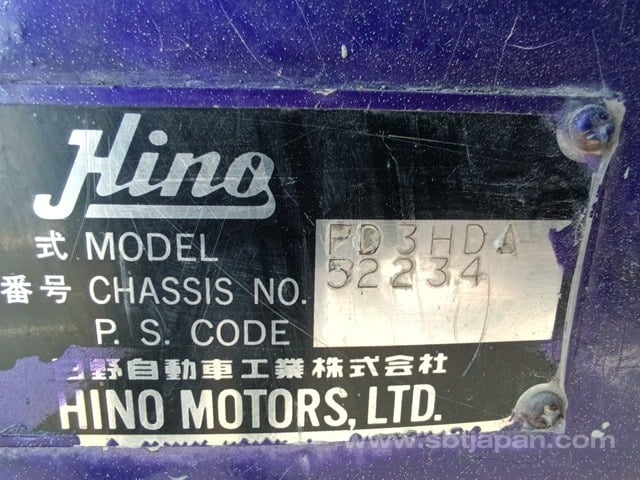 Hino
式 MODEL FD3HDA
番号 CHASSIS NO. 52234
P. S. CODE
野自動車工業株式会社
HINO MOTORS, LTD.
www.sbtjapan.com